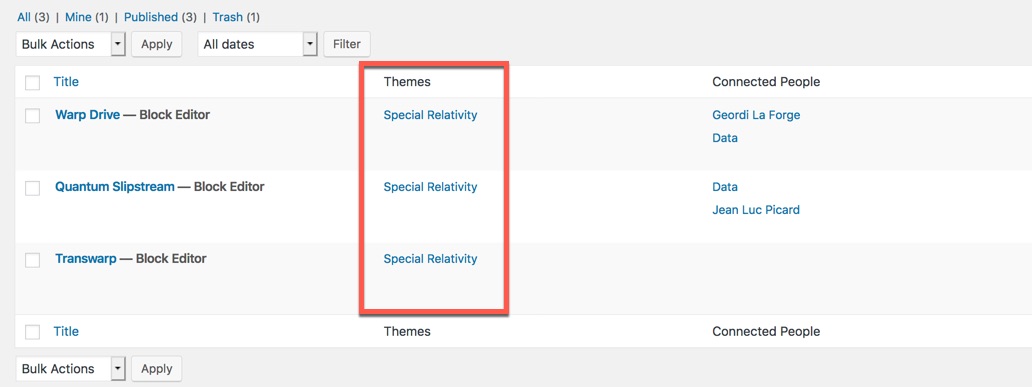 All (3) | Mine (1) | Published (3) | Trash (1)
Bulk Actions Apply All dates Filter
Title Themes Connected People
Warp Drive — Block Editor Special Relativity Geordi La Forge
Data
Quantum Slipstream — Block Editor Special Relativity Data
Jean Luc Picard
Transwarp — Block Editor Special Relativity
Title Themes Connected People
Bulk Actions Apply